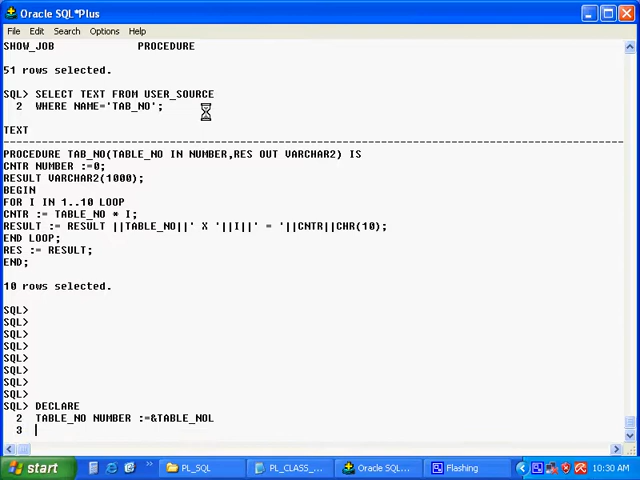 Oracle SQL*Plus
File Edit Search Options Help
SHOW_JOB PROCEDURE
51 rows selected.
SQL> SELECT TEXT FROM USER_SOURCE
2 WHERE NAME='TAB_NO';
TEXT
--------------------------------------------------------------------------------
PROCEDURE TAB_NO(TABLE_NO IN NUMBER,RES OUT VARCHAR2) IS
CNTR NUMBER :=0;
RESULT VARCHAR2(1000);
BEGIN
FOR I IN 1..10 LOOP
CNTR := TABLE_NO * I;
RESULT := RESULT ||TABLE_NO||' X '||I||' = '||CNTR||CHR(10);
END LOOP;
RES := RESULT;
END;
10 rows selected.
SQL>
SQL>
SQL>
SQL>
SQL>
SQL>
SQL>
SQL>
SQL> DECLARE
2 TABLE_NO NUMBER :=&TABLE_NOL
3
start PL_SQL PL_CLASS_... Oracle SQL... Flashing 10:30 AM